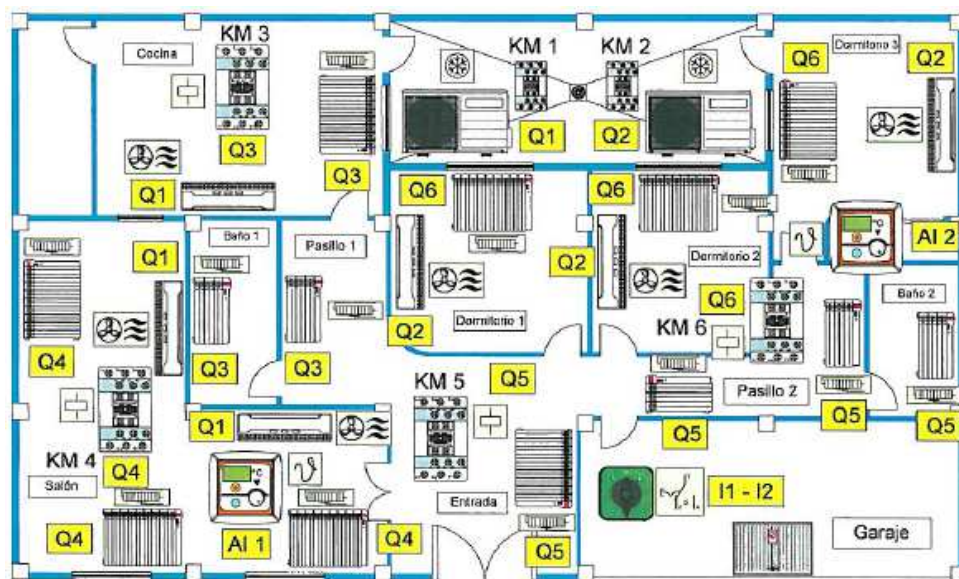 Cocina
KM 3
KM 1
KM 2
Dormitorio 3
Q6
Q2
Q3
Q1
Q2
Q1
Q3
Q6
Q6
Baño 1
Pasillo 1
AI 2
°C
Q1
Q2
Dormitorio 2
Q6
Baño 2
Q2
Dormitorio 1
KM 6
Q4
Q3
Q3
KM 5
Q5
Pasillo 2
Q5
Q5
Q5
Q1
KM 4
Q4
°C
Salón
Entrada
I1 - I2
Q4
AI 1
Q4
Q5
Garaje